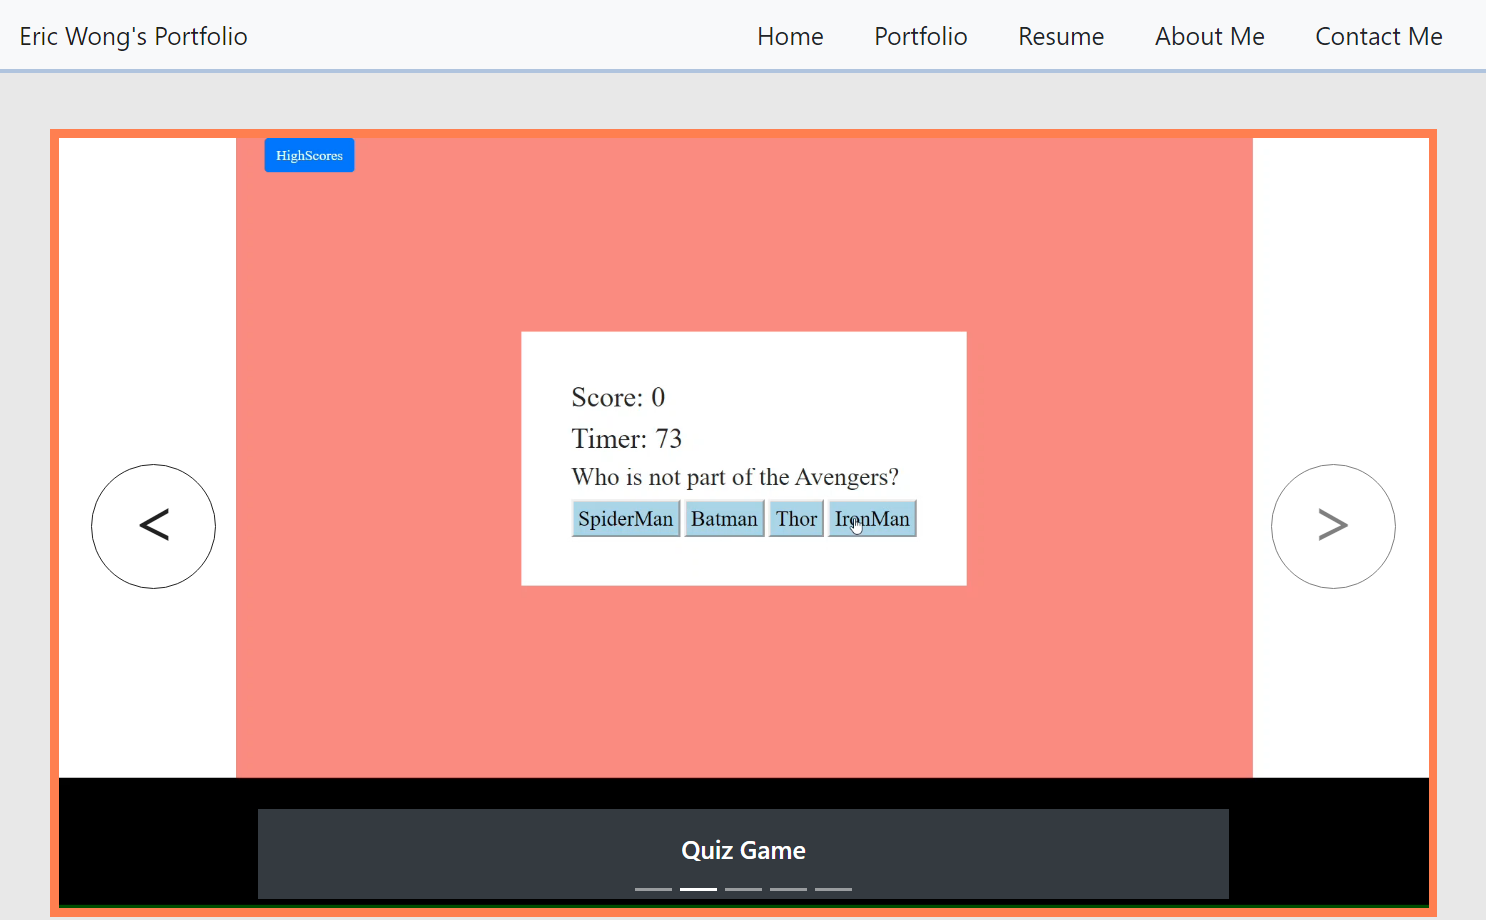 Eric Wong's Portfolio Home Portfolio Resume About Me Contact Me
HighScores
Score: 0
Timer: 73
Who is not part of the Avengers?
SpiderMan Batman Thor IronMan
< >
Quiz Game